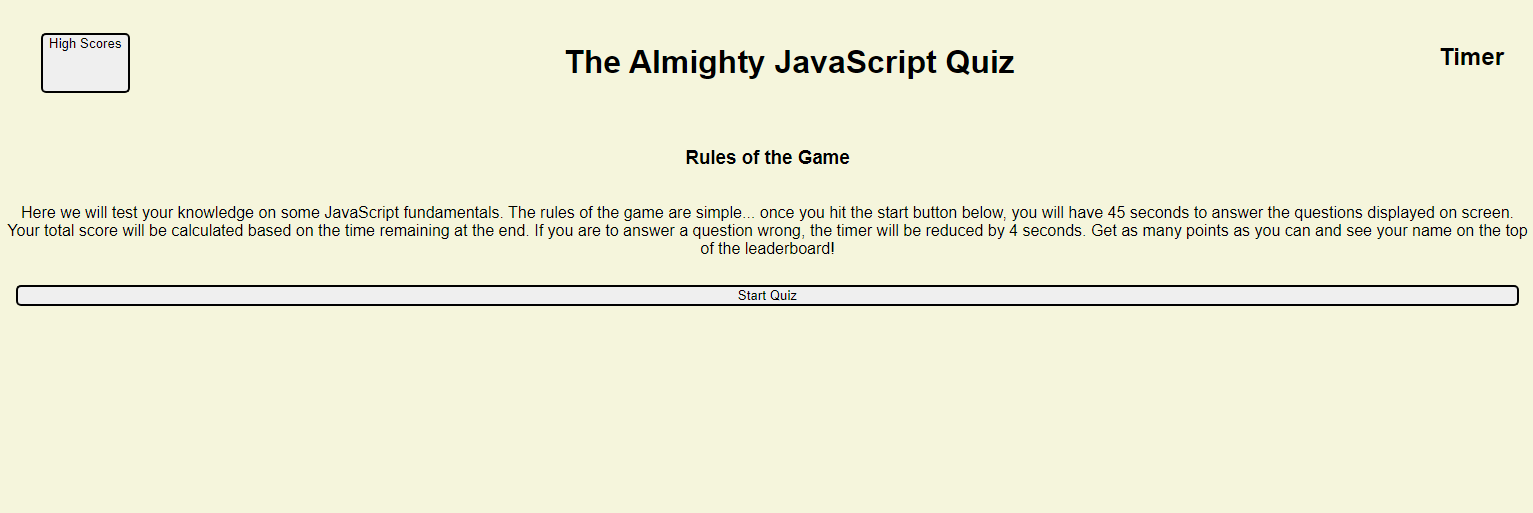 High Scores
The Almighty JavaScript Quiz
Timer
Rules of the Game
Here we will test your knowledge on some JavaScript fundamentals. The rules of the game are simple... once you hit the start button below, you will have 45 seconds to answer the questions displayed on screen.
Your total score will be calculated based on the time remaining at the end. If you are to answer a question wrong, the timer will be reduced by 4 seconds. Get as many points as you can and see your name on the top
of the leaderboard!
Start Quiz